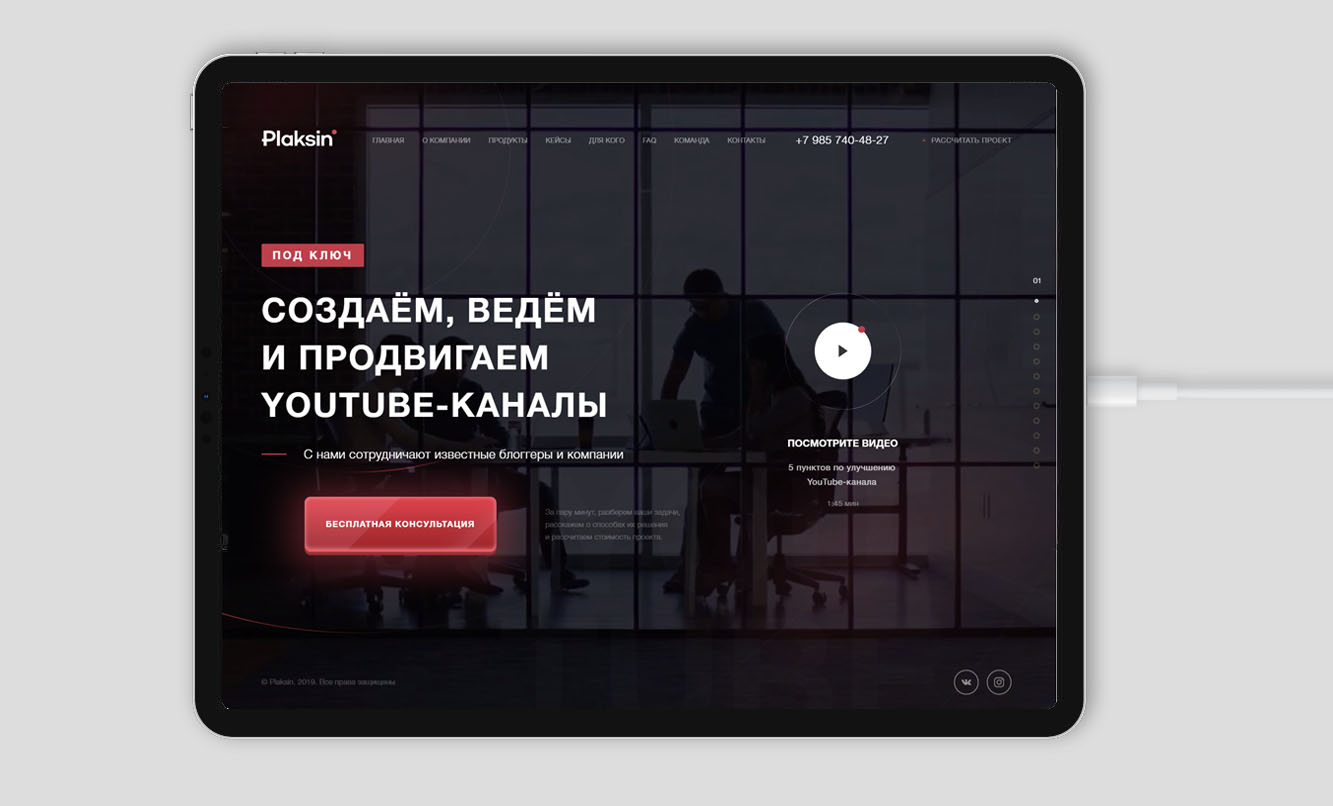 Plaksin
ГЛАВНАЯ О КОМПАНИИ ПРОДУКТЫ КЕЙСЫ ДЛЯ КОГО FAQ КОМАНДА КОНТАКТЫ +7 985 740-48-27 РАССЧИТАТЬ ПРОЕКТ
ПОД КЛЮЧ
СОЗДАЁМ, ВЕДЁМ
И ПРОДВИГАЕМ
YOUTUBE-КАНАЛЫ
С нами сотрудничают известные блоггеры и компании
БЕСПЛАТНАЯ КОНСУЛЬТАЦИЯ
За пару минут, разберем ваши задачи,
расскажем о способах их решения
и рассчитаем стоимость проекта.
ПОСМОТРИТЕ ВИДЕО
5 пунктов по улучшению
YouTube-канала
1:45 мин
01
© Plaksin, 2019. Все права защищены